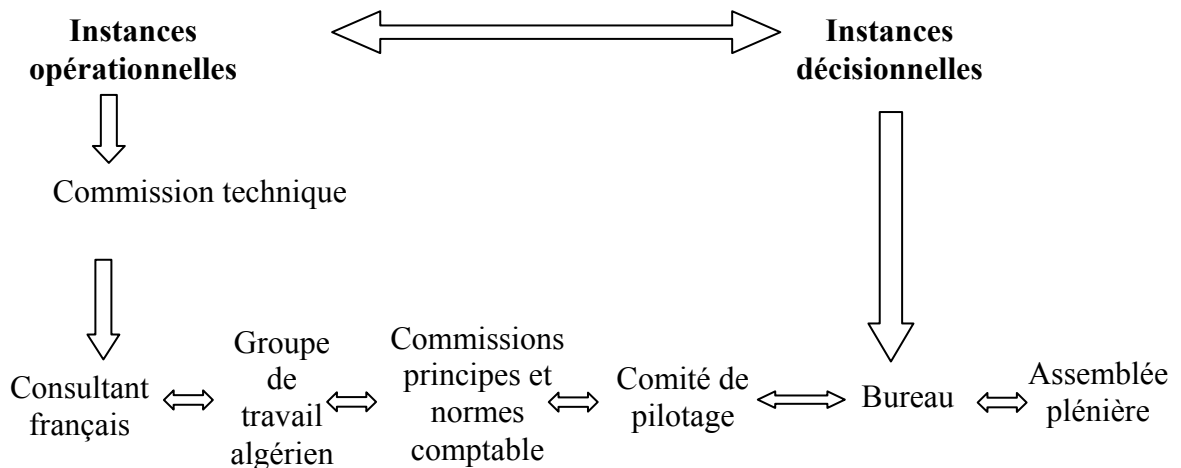 Instances
opérationnelles
Instances
décisionnelles
Commission technique
Consultant
français
Groupe
de
travail
algérien
Commissions
principes et
normes
comptable
Comité de
pilotage
Bureau
Assemblée
plénière